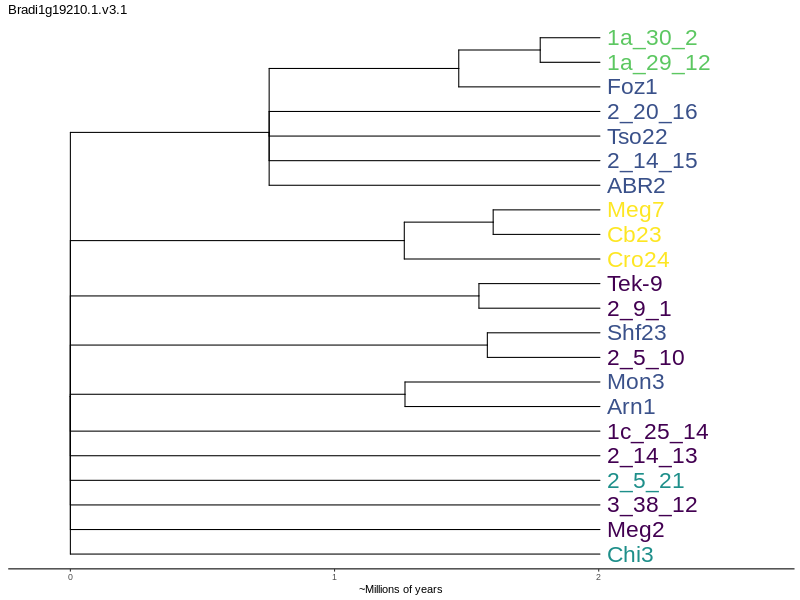 Bradi1g19210.1.v3.1
1a_30_2
1a_29_12
Foz1
2_20_16
Tso22
2_14_15
ABR2
Meg7
Cb23
Cro24
Tek-9
2_9_1
Shf23
2_5_10
Mon3
Arn1
1c_25_14
2_14_13
2_5_21
3_38_12
Meg2
Chi3
0 1 2
~Millions of years